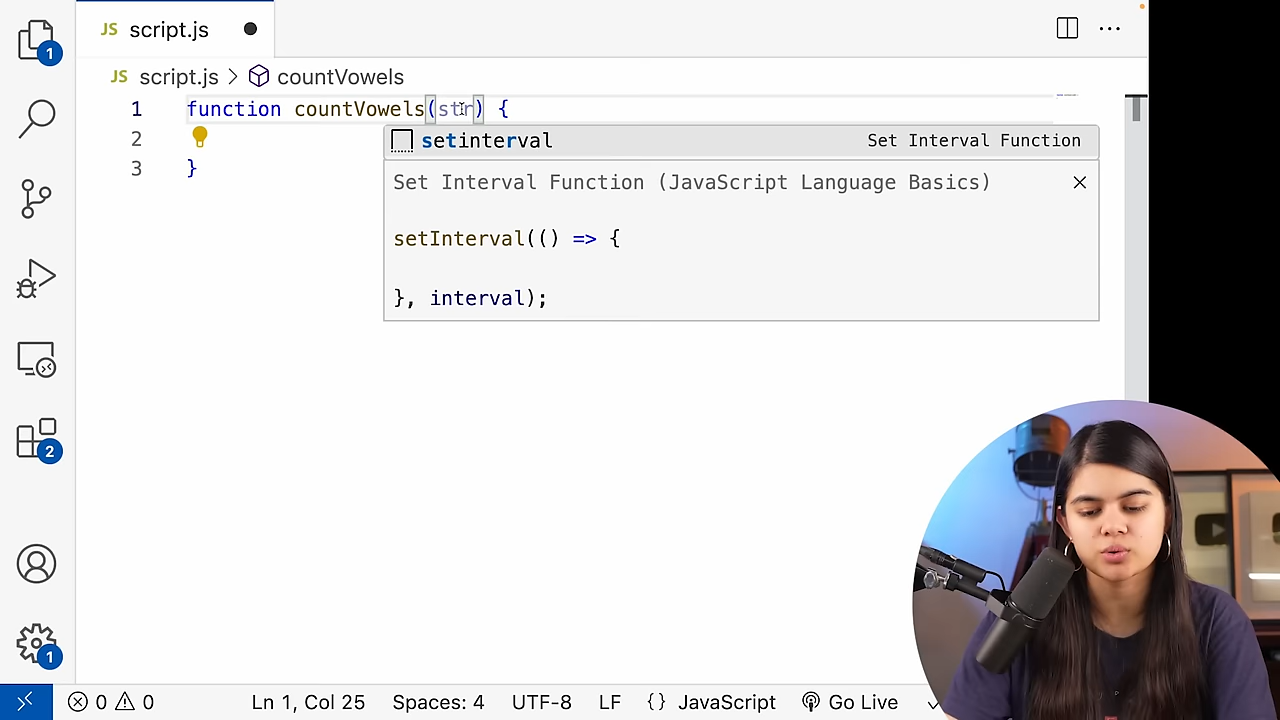 1
JS script.js
JS script.js > countVowels
1 function countVowels(str) {
2
3 }
setinterval Set Interval Function
Set Interval Function (JavaScript Language Basics)
setInterval(() => {
}, interval);
2
1
0 0 Ln 1, Col 25 Spaces: 4 UTF-8 LF {} JavaScript Go Live